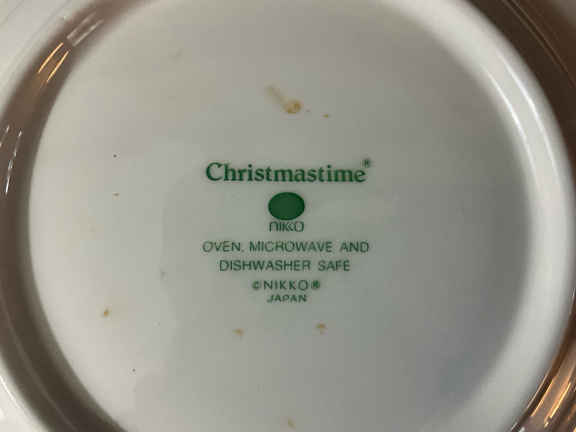 Christmastime®
NIKKO
OVEN, MICROWAVE AND
DISHWASHER SAFE
©NIKKO®
JAPAN